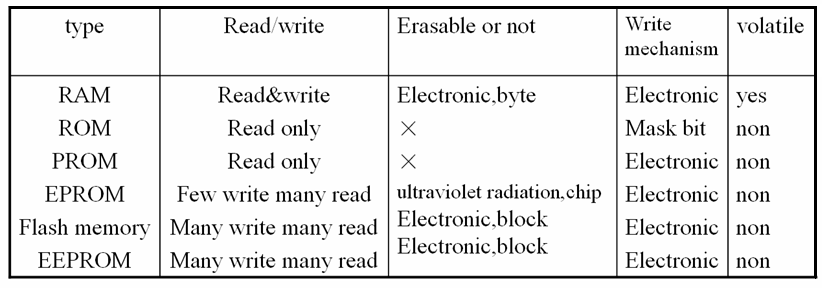 type Read/write Erasable or not Write mechanism volatile
RAM Read&write Electronic,byte Electronic yes
ROM Read only × Mask bit non
PROM Read only × Electronic non
EPROM Few write many read ultraviolet radiation,chip Electronic non
Flash memory Many write many read Electronic,block Electronic non
EEPROM Many write many read Electronic,block Electronic non